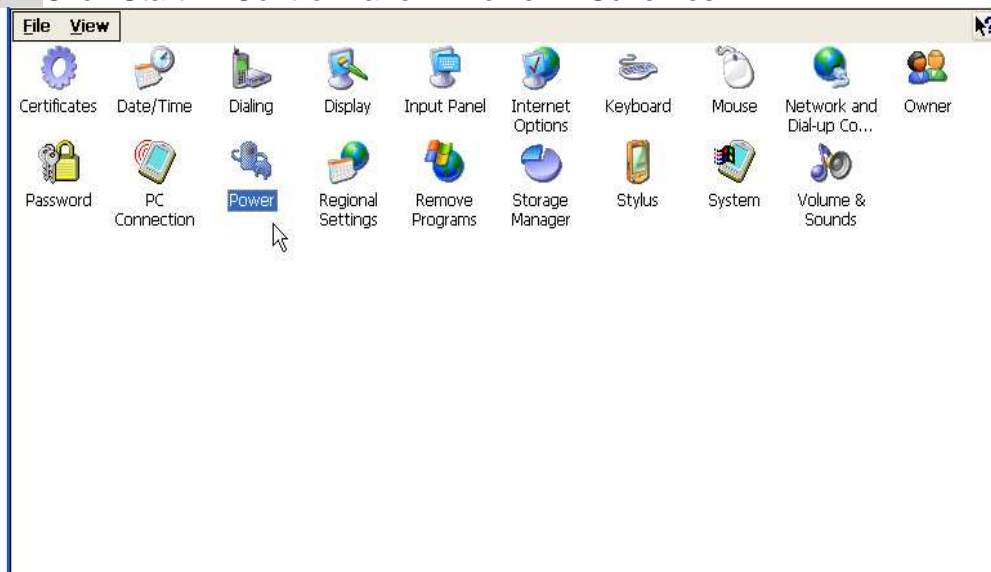 File View
Certificates Date/Time Dialing Display Input Panel Internet Options Keyboard Mouse Network and Dial-up Co... Owner
Password PC Connection Power Regional Settings Remove Programs Storage Manager Stylus System Volume & Sounds